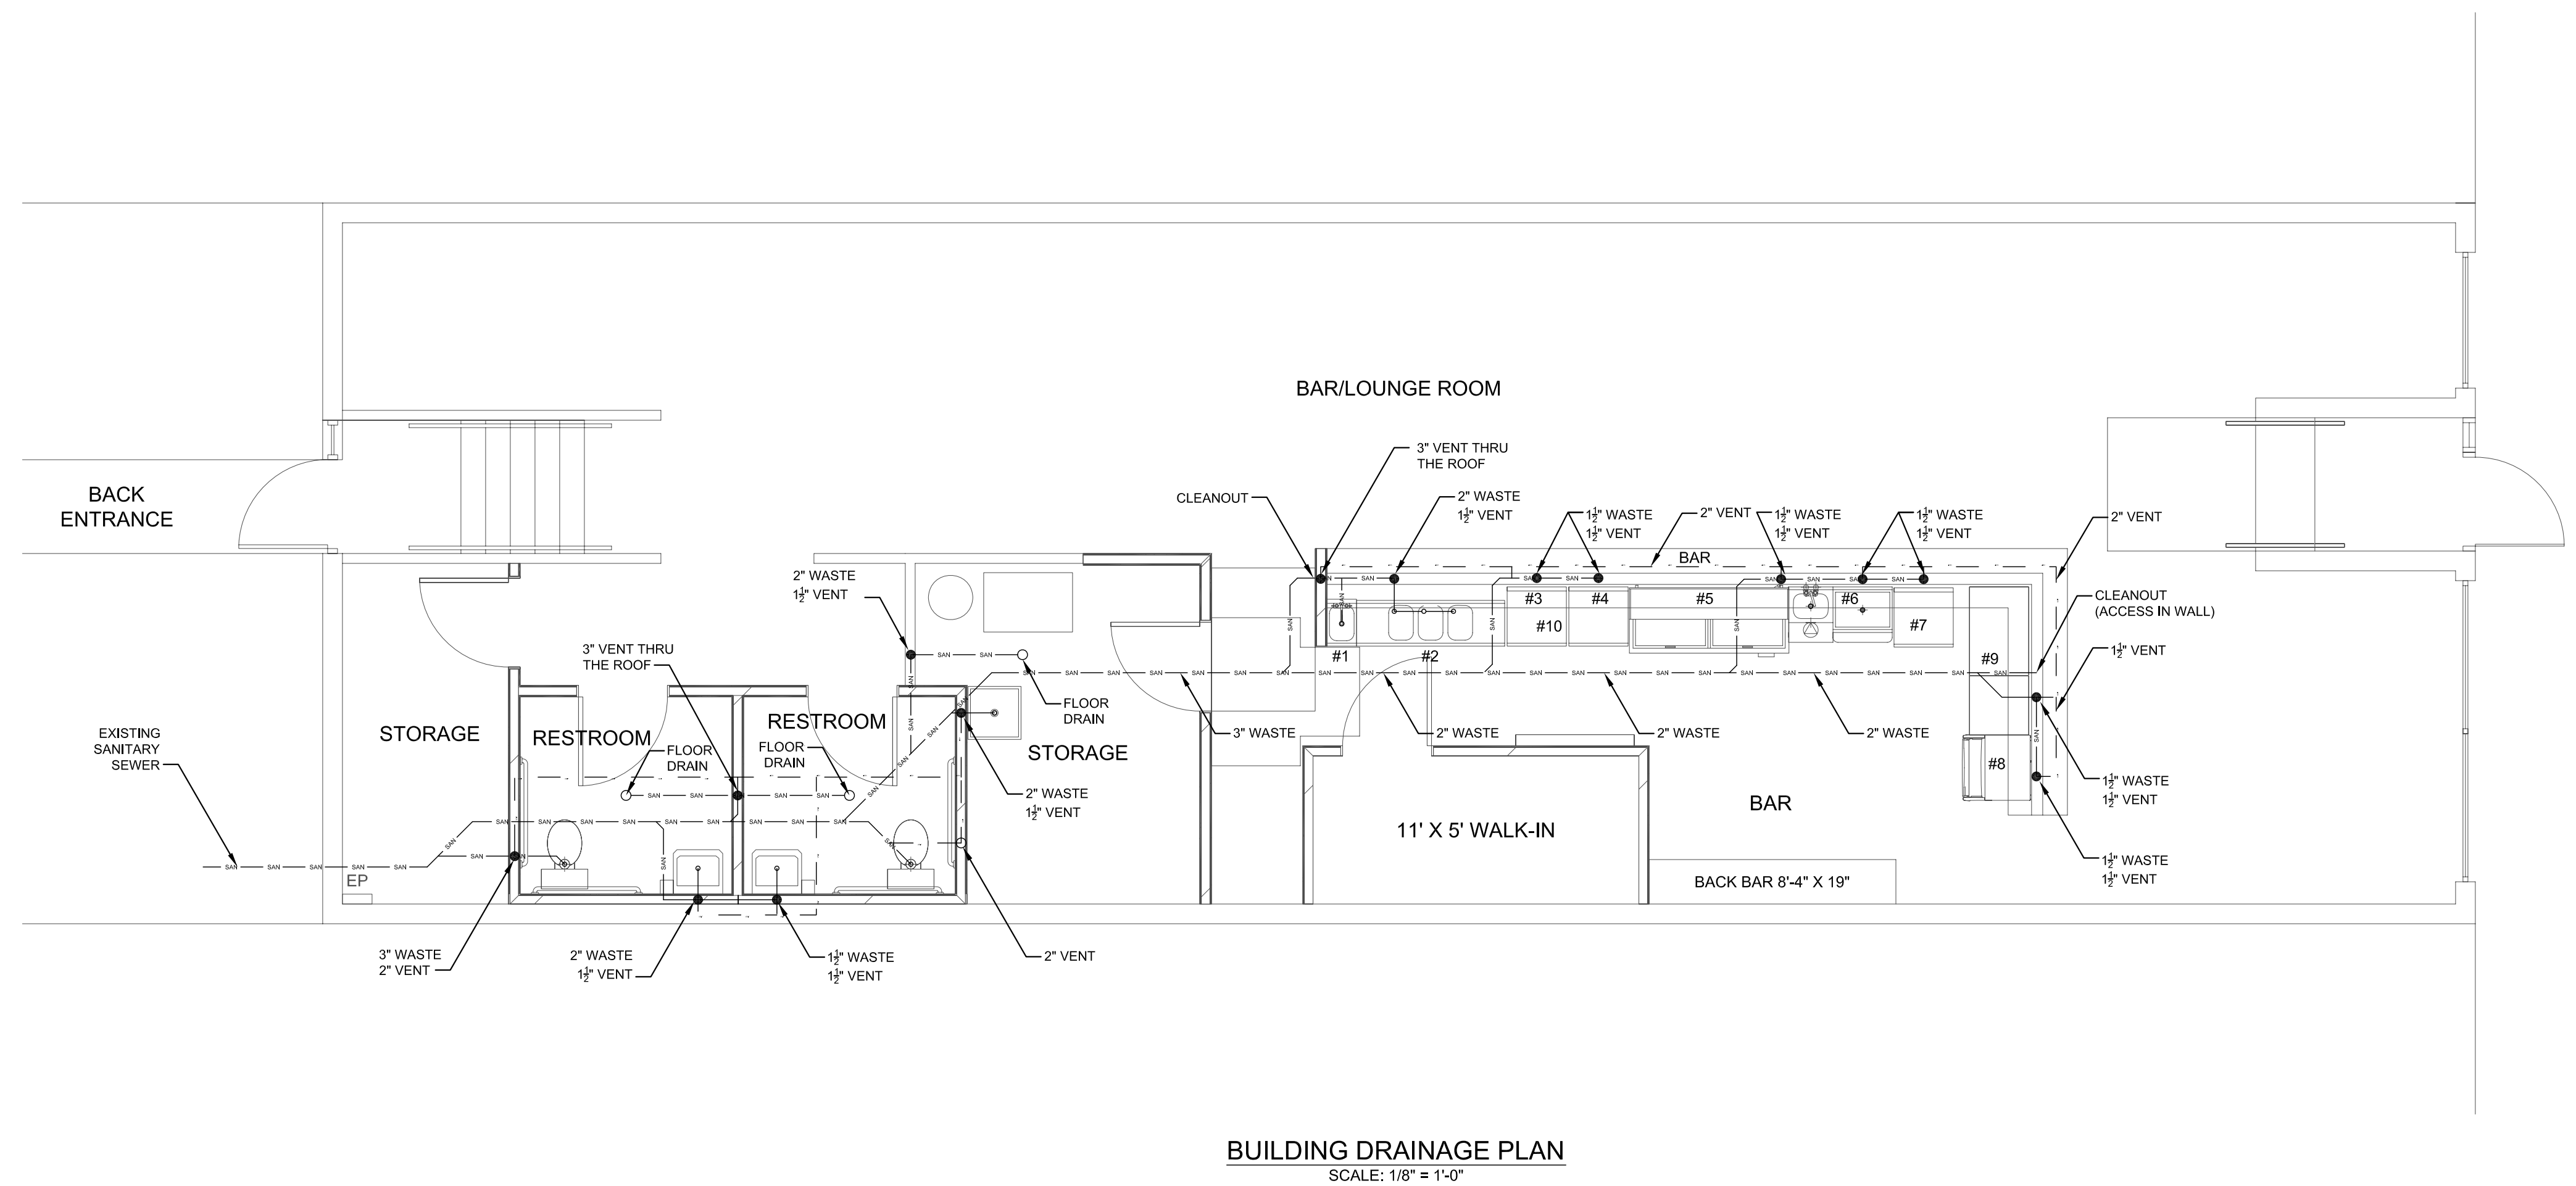 BAR/LOUNGE ROOM
3" VENT THRU
THE ROOF
CLEANOUT
2" WASTE
1½" VENT
1½" WASTE
1½" VENT
2" VENT
1½" WASTE
1½" VENT
1½" WASTE
1½" VENT
2" VENT
BACK
ENTRANCE
BAR
2" WASTE
1½" VENT
#3
#4
#5
#6
#7
#10
CLEANOUT
(ACCESS IN WALL)
3" VENT THRU
THE ROOF
#1
#2
#9
1½" VENT
FLOOR
DRAIN
STORAGE
RESTROOM
RESTROOM
FLOOR
DRAIN
FLOOR
DRAIN
STORAGE
3" WASTE
2" WASTE
2" WASTE
2" WASTE
EXISTING
SANITARY
SEWER
#8
1½" WASTE
1½" VENT
2" WASTE
1½" VENT
BAR
11' X 5' WALK-IN
1½" WASTE
1½" VENT
EP
BACK BAR 8'-4" X 19"
3" WASTE
2" VENT
2" WASTE
1½" VENT
1½" WASTE
1½" VENT
2" VENT
SAN
BUILDING DRAINAGE PLAN
SCALE: 1/8" = 1'-0"